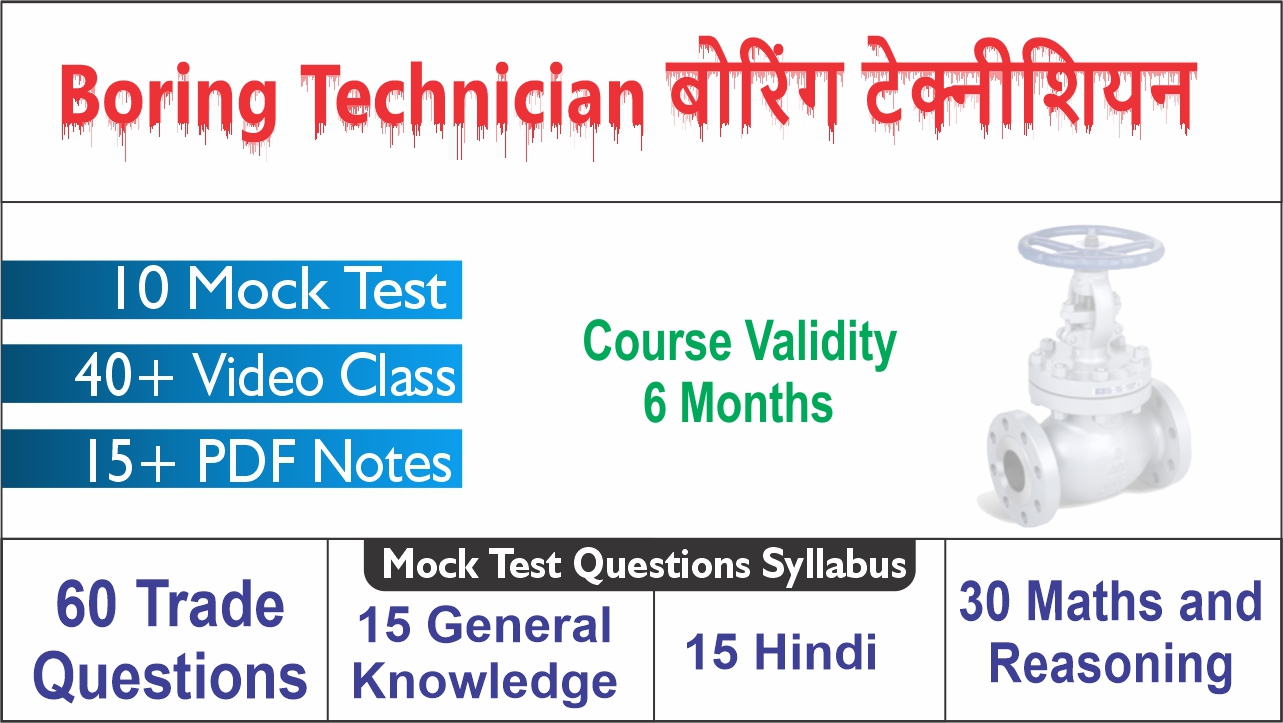 Boring Technician बोरिंग टेक्नीशियन
10 Mock Test
40+ Video Class
15+ PDF Notes
Course Validity
6 Months
Mock Test Questions Syllabus
60 Trade
Questions
15 General
Knowledge
15 Hindi
30 Maths and
Reasoning